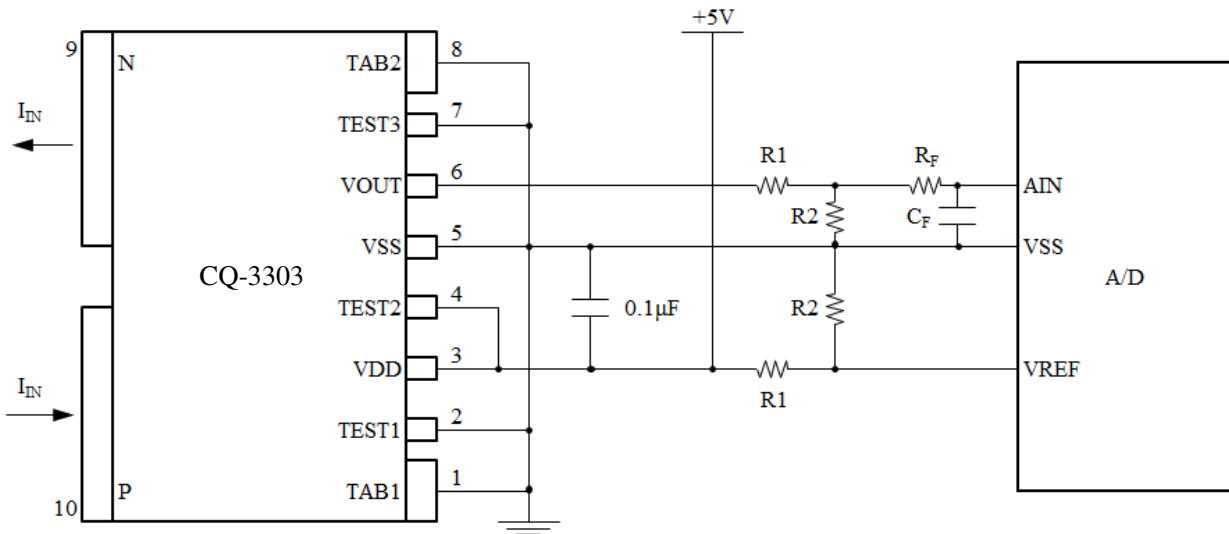 +5V
9
N
TAB2
8
I_IN
TEST3
7
VOUT
6
R1
R_F
AIN
R2
C_F
VSS
5
VSS
CQ-3303
A/D
TEST2
4
0.1μF
R2
VDD
3
VREF
I_IN
R1
TEST1
2
P
TAB1
1
10